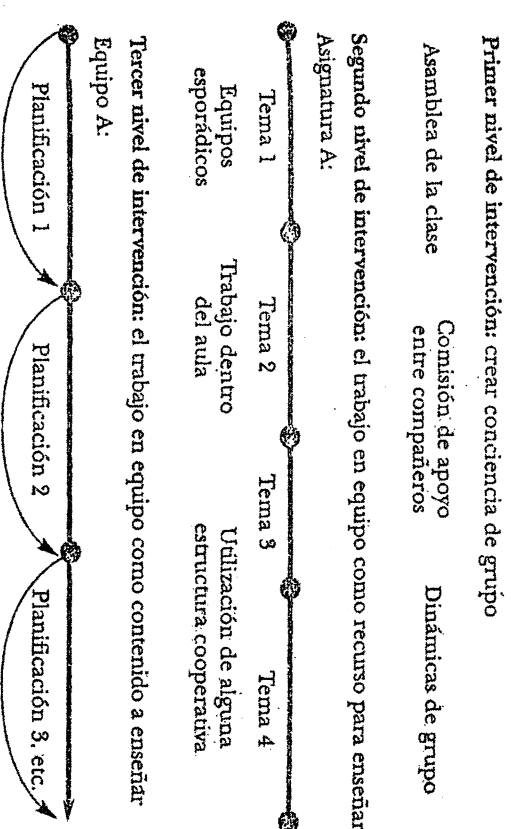 Primer nivel de intervención: crear conciencia de grupo
Asamblea de la clase
Comisión de apoyo
entre compañeros
Dinámicas de grupo
Segundo nivel de intervención: el trabajo en equipo como recurso para enseñar
Asignatura A:
Tema 1
Tema 2
Tema 3
Tema 4
Equipos
esporádicos
Trabajo dentro
del aula
Utilización de alguna
estructura cooperativa
Tercer nivel de intervención: el trabajo en equipo como contenido a enseñar
Equipo A:
Planificación 1
Planificación 2
Planificación 3, etc.